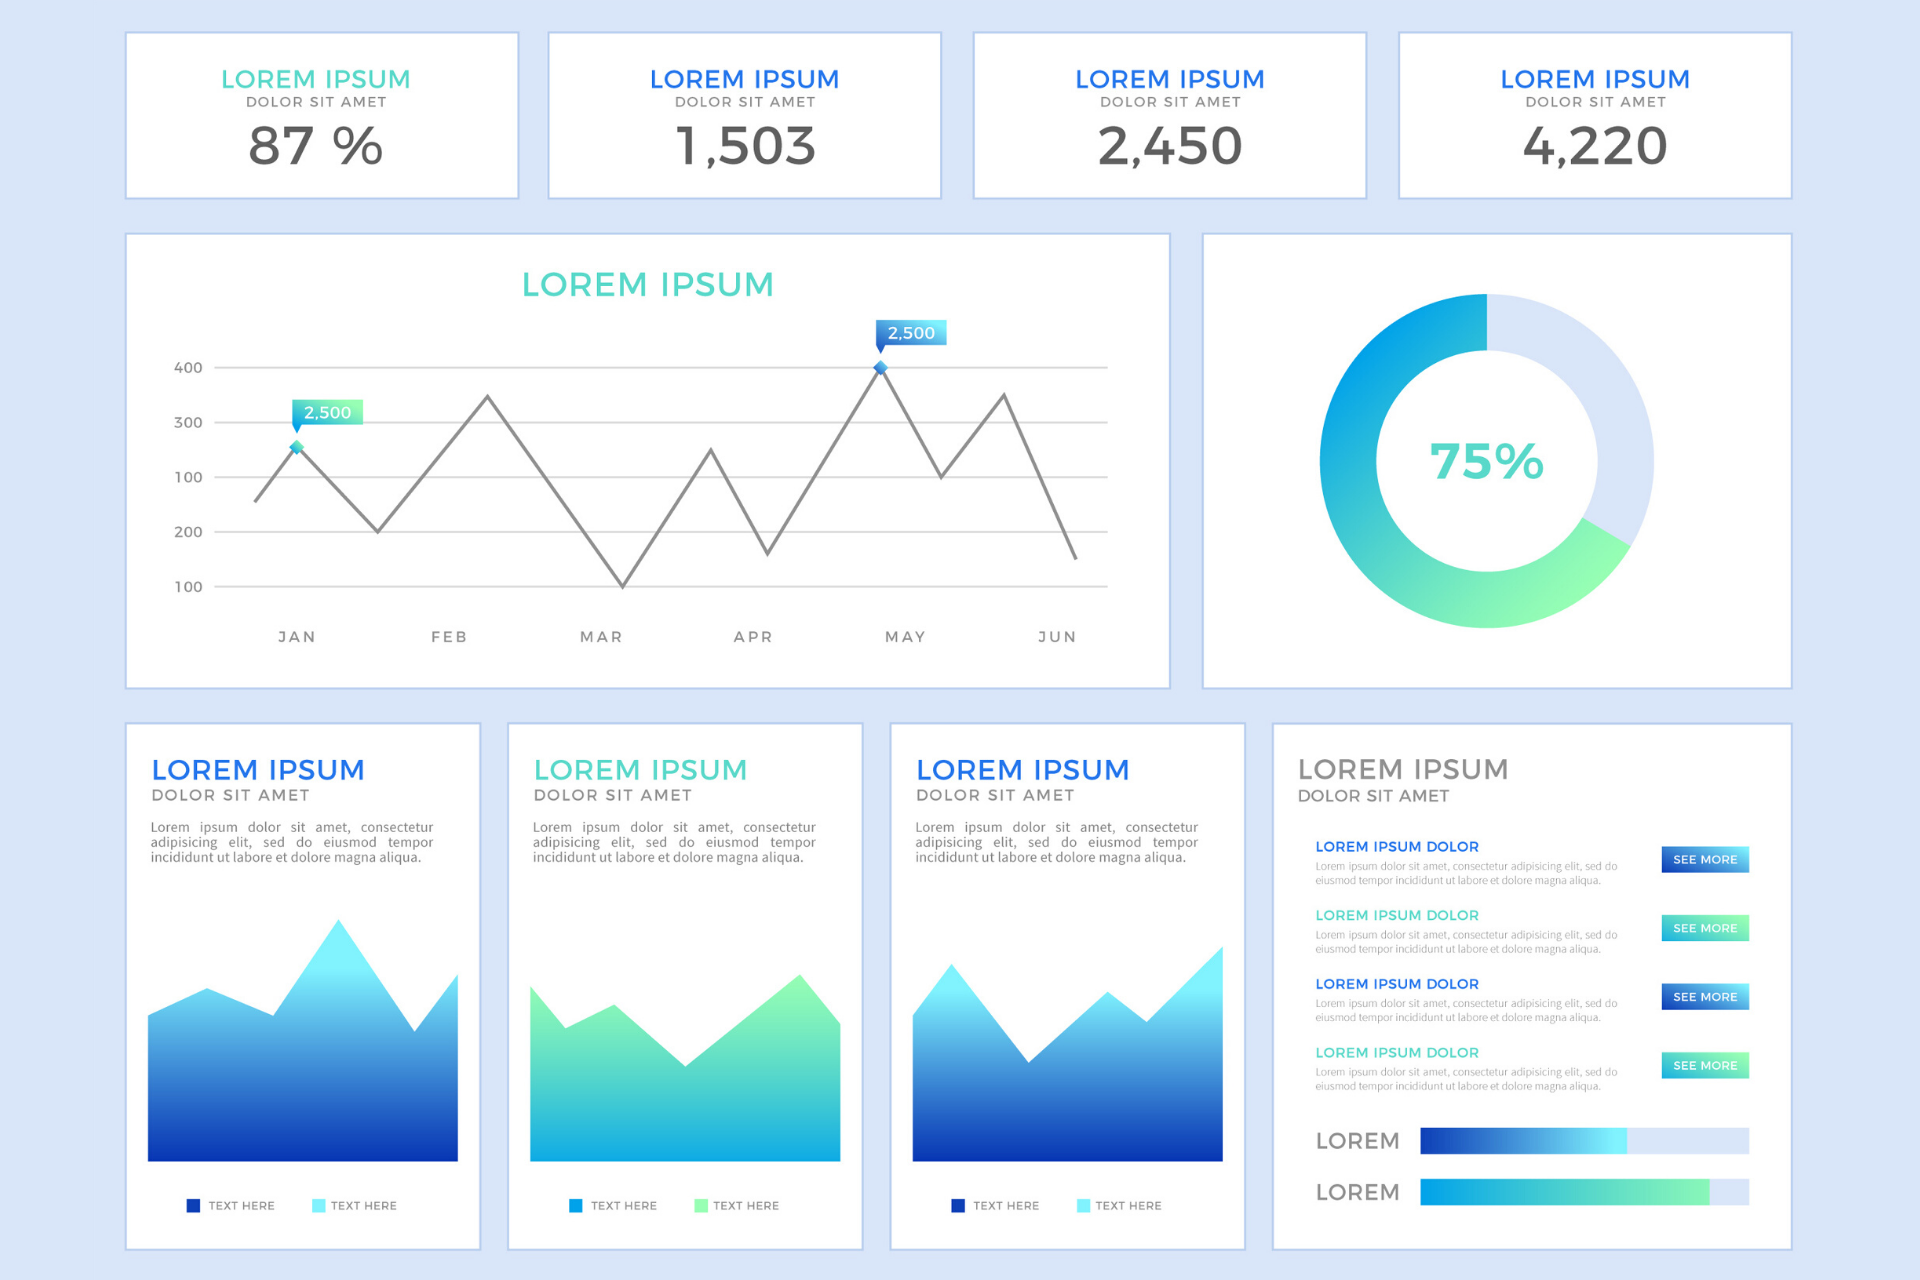 LOREM IPSUM
DOLOR SIT AMET
87 %
LOREM IPSUM
DOLOR SIT AMET
1,503
LOREM IPSUM
DOLOR SIT AMET
2,450
LOREM IPSUM
DOLOR SIT AMET
4,220
LOREM IPSUM
2,500
2,500
400
300
100
200
100
JAN
FEB
MAR
APR
MAY
JUN
75%
LOREM IPSUM
DOLOR SIT AMET
Lorem ipsum dolor sit amet, consectetur
adipisicing elit, sed do eiusmod tempor
incididunt ut labore et dolore magna aliqua.
TEXT HERE
TEXT HERE
LOREM IPSUM
DOLOR SIT AMET
Lorem ipsum dolor sit amet, consectetur
adipisicing elit, sed do eiusmod tempor
incididunt ut labore et dolore magna aliqua.
TEXT HERE
TEXT HERE
LOREM IPSUM
DOLOR SIT AMET
Lorem ipsum dolor sit amet, consectetur
adipisicing elit, sed do eiusmod tempor
incididunt ut labore et dolore magna aliqua.
TEXT HERE
TEXT HERE
LOREM IPSUM
DOLOR SIT AMET
LOREM IPSUM DOLOR
Lorem ipsum dolor sit amet, consectetur adipisicing elit, sed do
eiusmod tempor incididunt ut labore et dolore magna aliqua.
SEE MORE
LOREM IPSUM DOLOR
Lorem ipsum dolor sit amet, consectetur adipisicing elit, sed do
eiusmod tempor incididunt ut labore et dolore magna aliqua.
SEE MORE
LOREM IPSUM DOLOR
Lorem ipsum dolor sit amet, consectetur adipisicing elit, sed do
eiusmod tempor incididunt ut labore et dolore magna aliqua.
SEE MORE
LOREM IPSUM DOLOR
Lorem ipsum dolor sit amet, consectetur adipisicing elit, sed do
eiusmod tempor incididunt ut labore et dolore magna aliqua.
SEE MORE
LOREM
LOREM